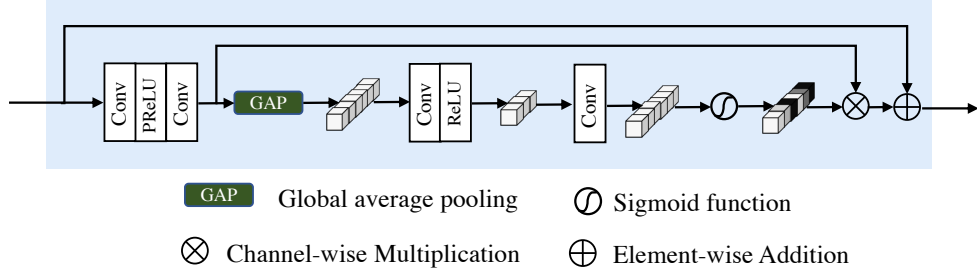 Conv
PReLU
Conv
GAP
Conv
ReLU
Conv
GAP Global average pooling
Sigmoid function
Channel-wise Multiplication
Element-wise Addition